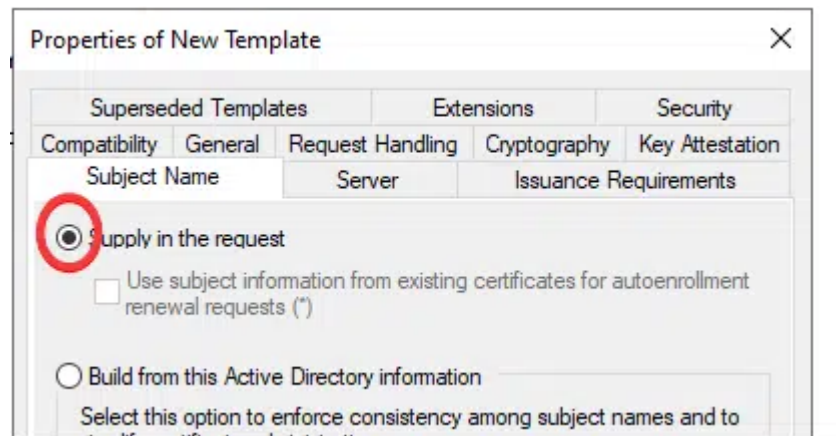 Properties of New Template
Superseded Templates Extensions Security
Compatibility General Request Handling Cryptography Key Attestation
Subject Name Server Issuance Requirements
Supply in the request
Use subject information from existing certificates for autoenrollment
renewal requests (*)
Build from this Active Directory information
Select this option to enforce consistency among subject names and to